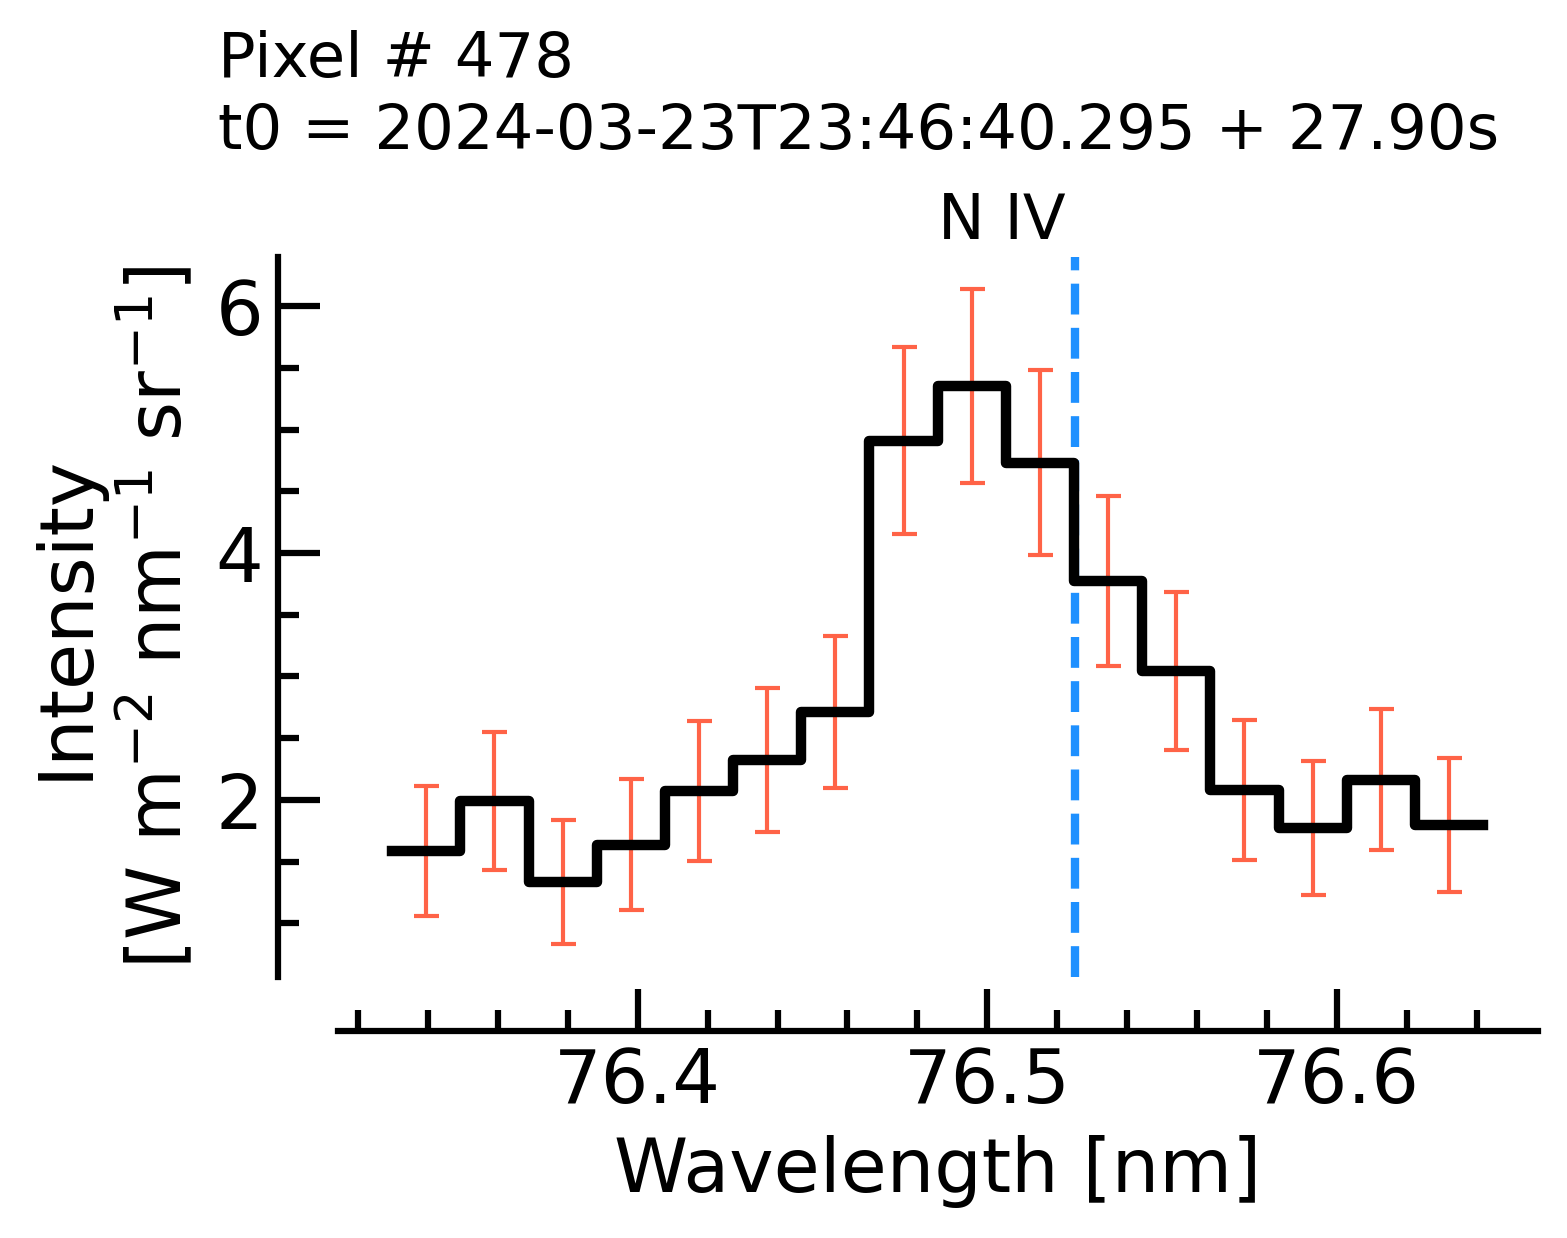 Pixel # 478
t0 = 2024-03-23T23:46:40.295 + 27.90s
N IV
Intensity
[W m⁻² nm⁻¹ sr⁻¹]
6
4
2
76.4 76.5 76.6
Wavelength [nm]